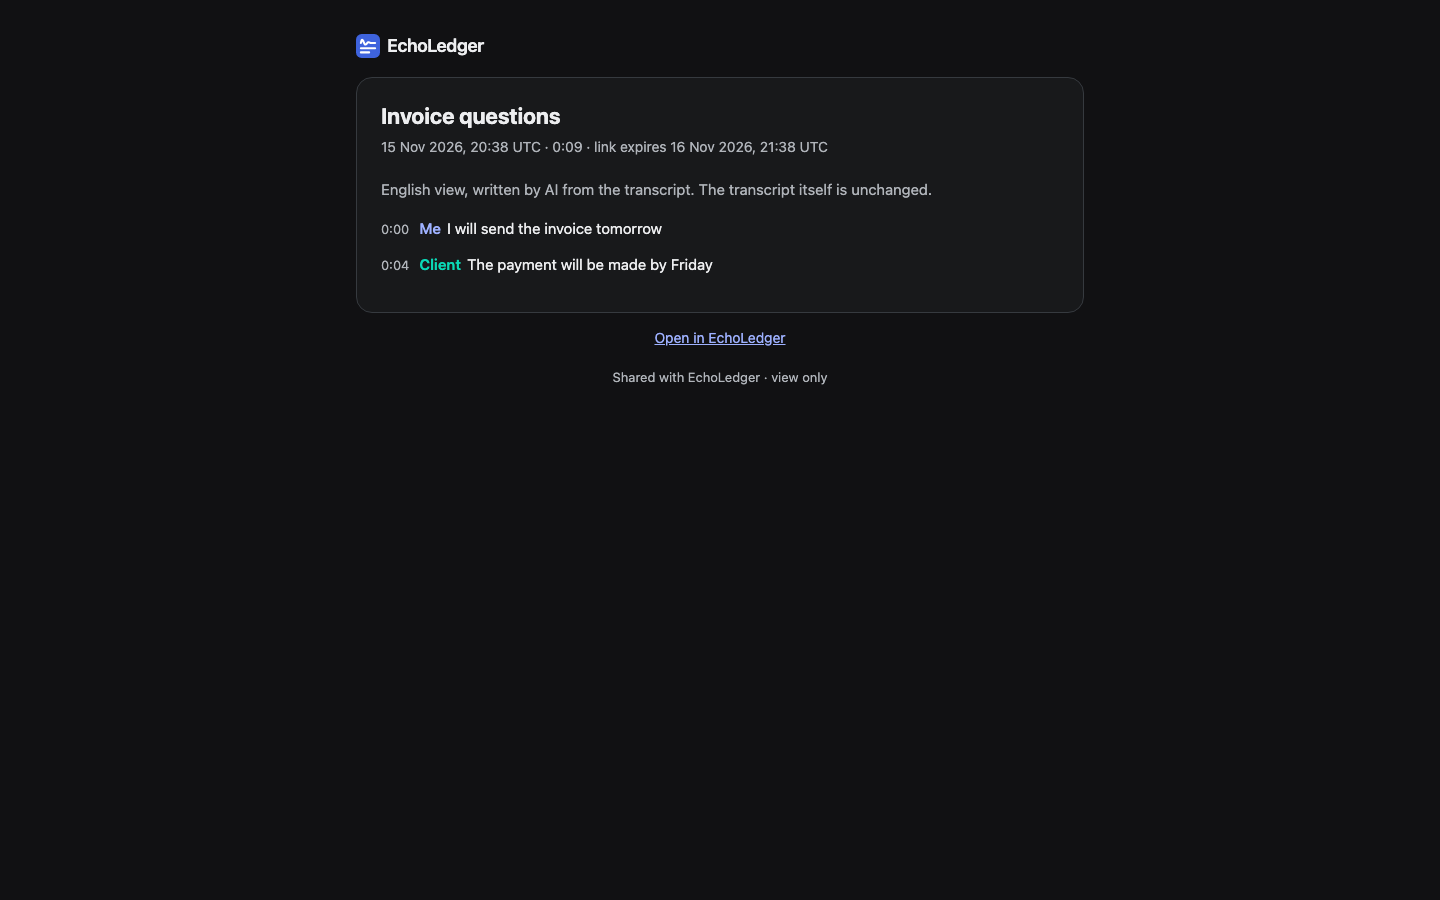 EchoLedger
Invoice questions
15 Nov 2026, 20:38 UTC · 0:09 · link expires 16 Nov 2026, 21:38 UTC
English view, written by AI from the transcript. The transcript itself is unchanged.
0:00 Me I will send the invoice tomorrow
0:04 Client The payment will be made by Friday
Open in EchoLedger
Shared with EchoLedger · view only